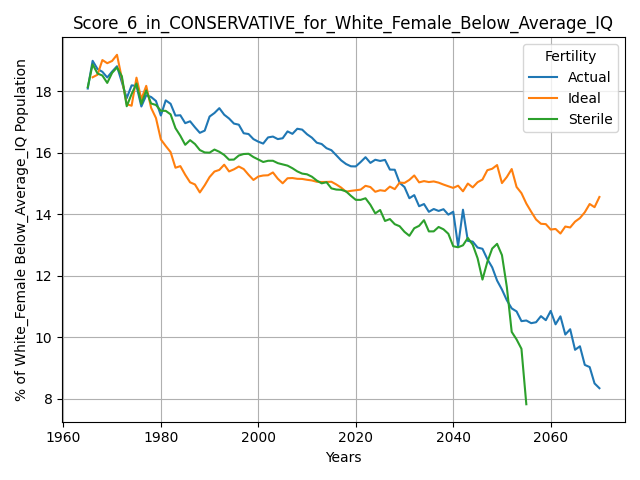 Score_6_in_CONSERVATIVE_for_White_Female_Below_Average_IQ
% of White_Female Below_Average_IQ Population
18
16
14
12
10
8
1960
1980
2000
2020
2040
2060
Years
Fertility
Actual
Ideal
Sterile